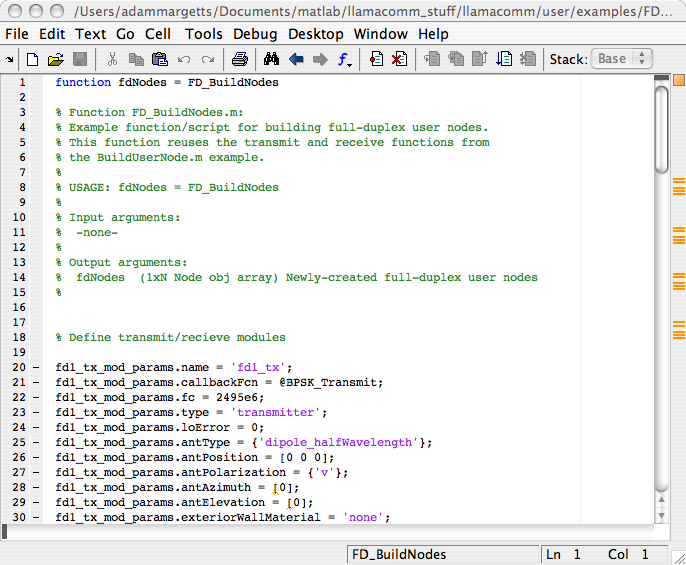 /Users/adammargetts/Documents/matlab/llamacomm_stuff/llamacomm/user/examples/FD...
File Edit Text Go Cell Tools Debug Desktop Window Help
Stack: Base
1 function fdNodes = FD_BuildNodes
2
3 % Function FD_BuildNodes.m:
4 % Example function/script for building full-duplex user nodes.
5 % This function reuses the transmit and receive functions from
6 % the BuildUserNode.m example.
7 %
8 % USAGE: fdNodes = FD_BuildNodes
9 %
10 % Input arguments:
11 %  -none-
12 %
13 % Output arguments:
14 %  fdNodes  (1xN Node obj array) Newly-created full-duplex user nodes
15 %
16
17
18 % Define transmit/recieve modules
19
20 – fd1_tx_mod_params.name = 'fd1_tx';
21 – fd1_tx_mod_params.callbackFcn = @BPSK_Transmit;
22 – fd1_tx_mod_params.fc = 2495e6;
23 – fd1_tx_mod_params.type = 'transmitter';
24 – fd1_tx_mod_params.loError = 0;
25 – fd1_tx_mod_params.antType = {'dipole_halfWavelength'};
26 – fd1_tx_mod_params.antPosition = [0 0 0];
27 – fd1_tx_mod_params.antPolarization = {'v'};
28 – fd1_tx_mod_params.antAzimuth = [0];
29 – fd1_tx_mod_params.antElevation = [0];
30 – fd1_tx_mod_params.exteriorWallMaterial = 'none';
FD_BuildNodes Ln 1 Col 1